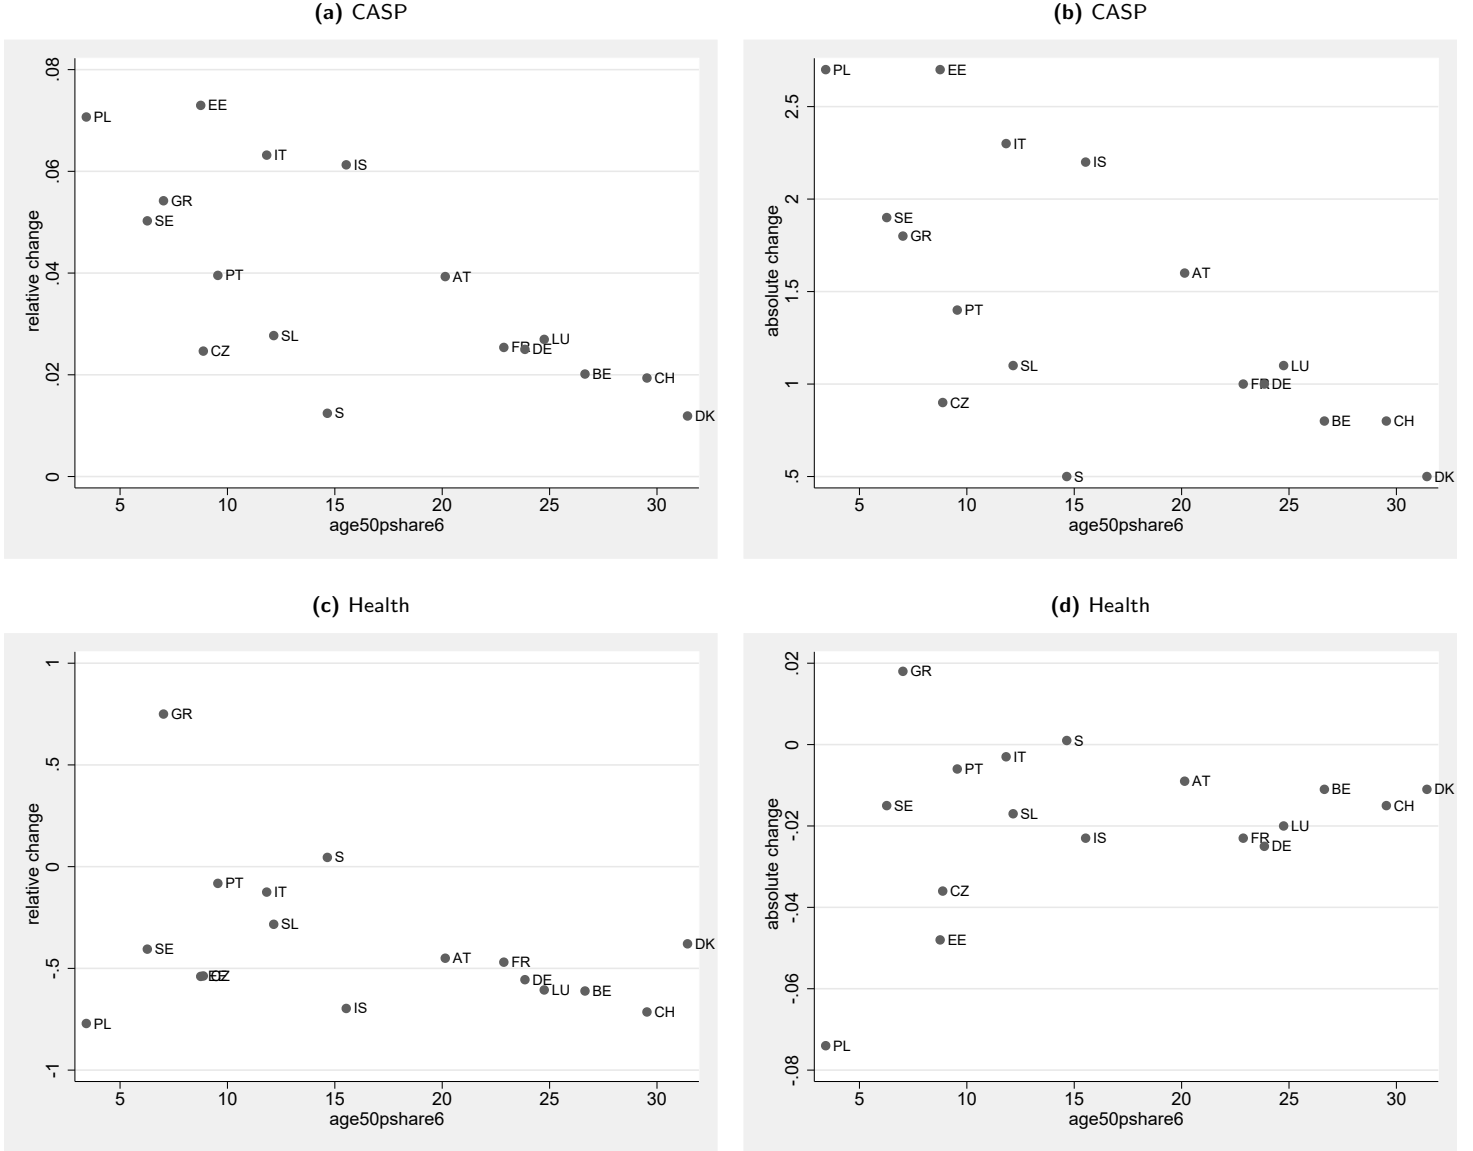 (a) CASP
.08
.06
.04
.02
0
relative change
PL
EE
IT
IS
GR
SE
PT
AT
SL
CZ
FR
DE
LU
BE
CH
S
DK
5 10 15 20 25 30
age50pshare6
(b) CASP
2.5
2
1.5
1
.5
absolute change
PL
EE
IT
IS
SE
GR
AT
PT
SL
LU
FR
DE
CZ
BE
CH
S
DK
5 10 15 20 25 30
age50pshare6
(c) Health
1
.5
0
-.5
-1
relative change
GR
S
PT
IT
SL
SE
DK
AT
FR
EE
CZ
DE
LU
BE
IS
CH
PL
5 10 15 20 25 30
age50pshare6
(d) Health
.02
0
-.02
-.04
-.06
-.08
absolute change
GR
S
IT
PT
AT
BE
DK
SE
CH
SL
LU
IS
FR
DE
CZ
EE
PL
5 10 15 20 25 30
age50pshare6